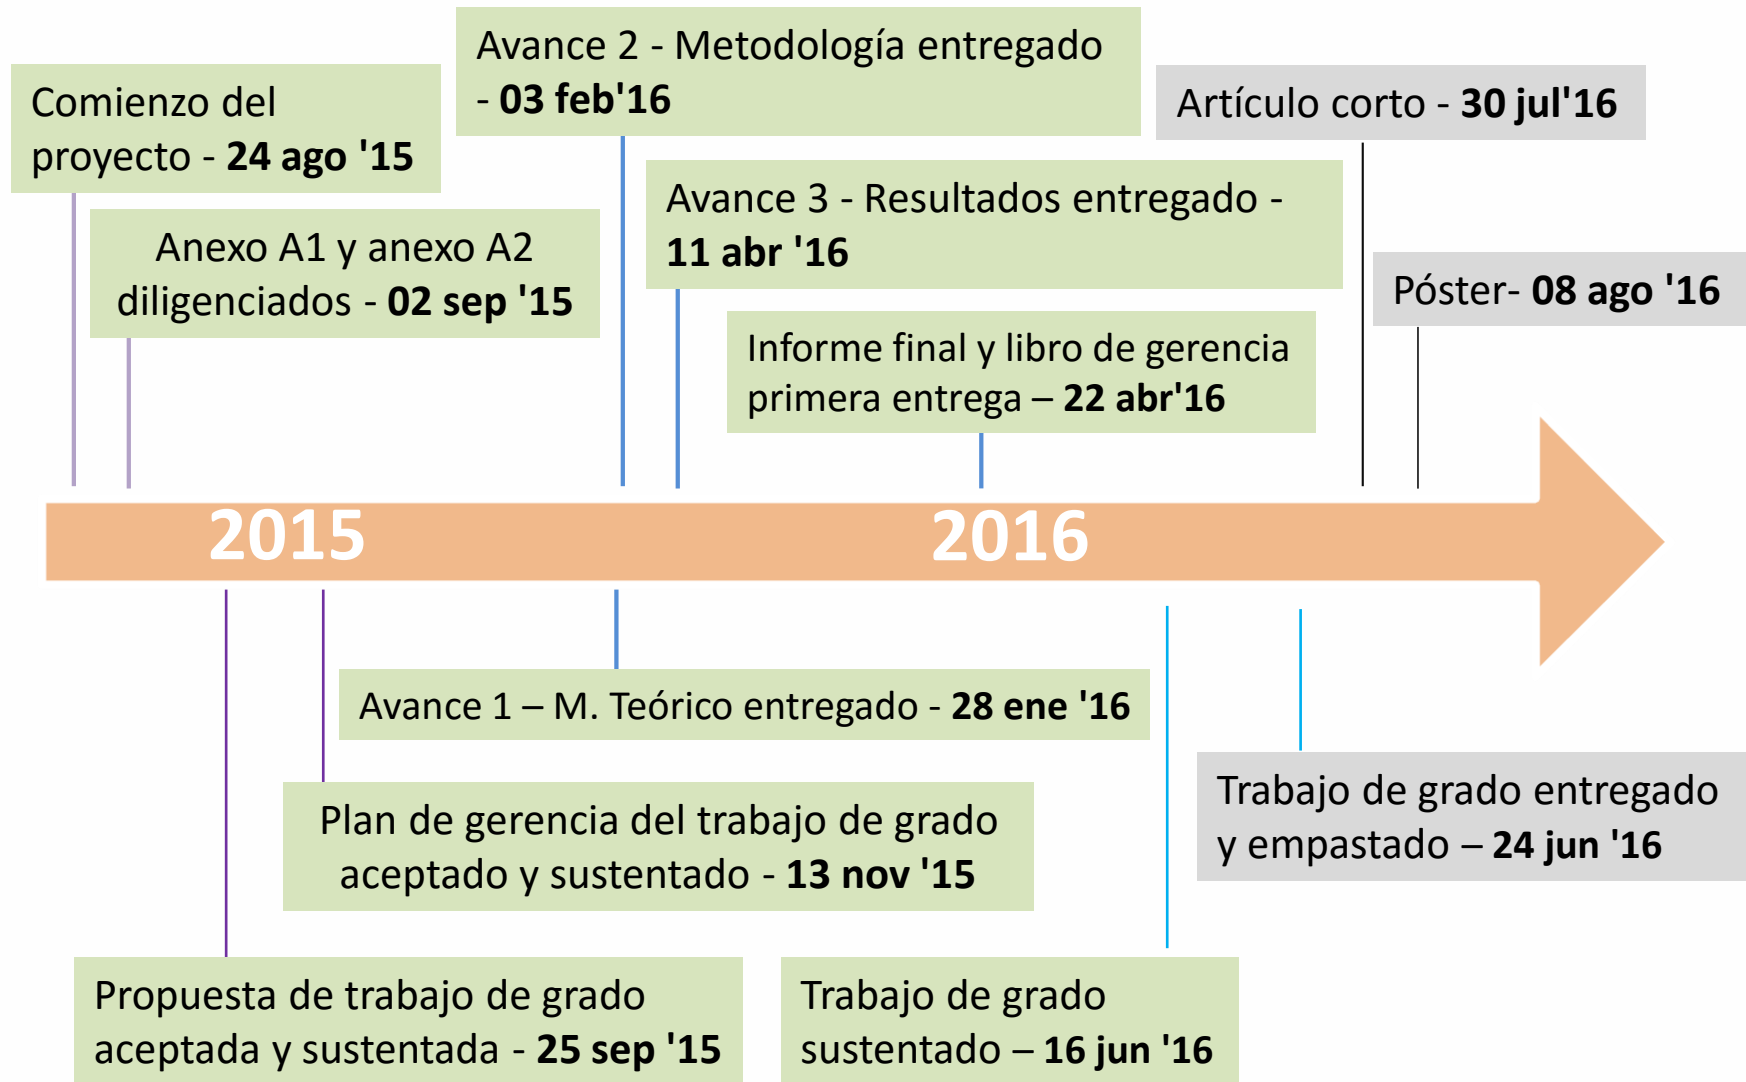 Avance 2 - Metodología entregado
- 03 feb'16
Comienzo del
proyecto - 24 ago '15
Artículo corto - 30 jul'16
Anexo A1 y anexo A2
diligenciados - 02 sep '15
Avance 3 - Resultados entregado -
11 abr '16
Póster- 08 ago '16
Informe final y libro de gerencia
primera entrega – 22 abr'16
2015
2016
Avance 1 – M. Teórico entregado - 28 ene '16
Plan de gerencia del trabajo de grado
aceptado y sustentado - 13 nov '15
Trabajo de grado entregado
y empastado – 24 jun '16
Propuesta de trabajo de grado
aceptada y sustentada - 25 sep '15
Trabajo de grado
sustentado – 16 jun '16